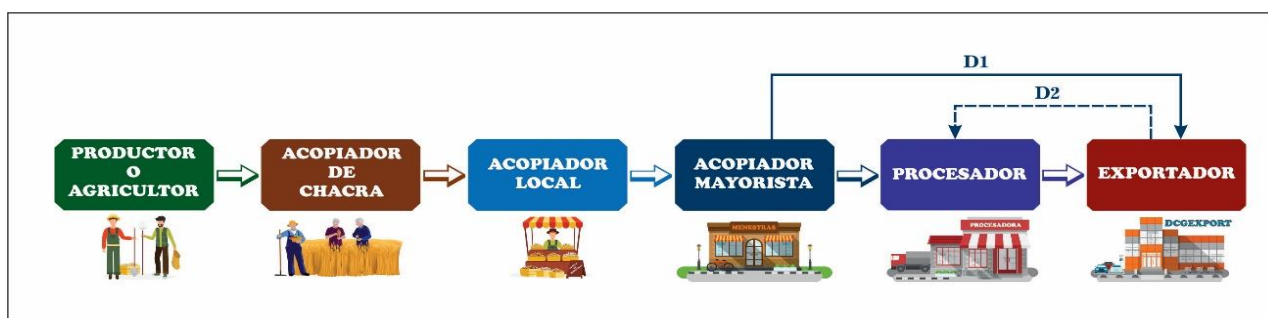 D1
D2
PRODUCTOR
O
AGRICULTOR
ACOPIADOR
DE
CHACRA
ACOPIADOR
LOCAL
ACOPIADOR
MAYORISTA
PROCESADOR
EXPORTADOR
MENESTRAS
PROCESADORA
DCGEXPORT